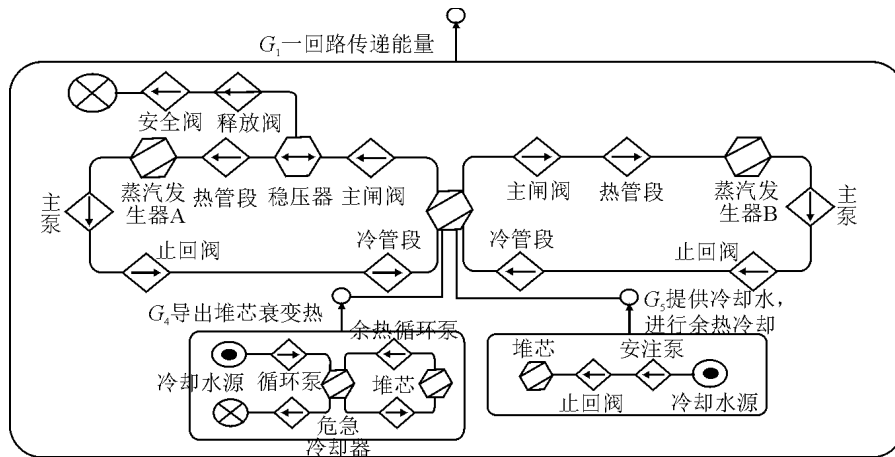 G₁一回路传递能量
安全阀
释放阀
主泵
蒸汽发
生器A
热管段
稳压器
主闸阀
主闸阀
热管段
蒸汽发
生器B
主泵
止回阀
冷管段
冷管段
止回阀
G₄导出堆芯衰变热
G₅提供冷却水，
进行余热冷却
余热循环泵
冷却水源
循环泵
堆芯
危急
冷却器
堆芯
安注泵
止回阀
冷却水源